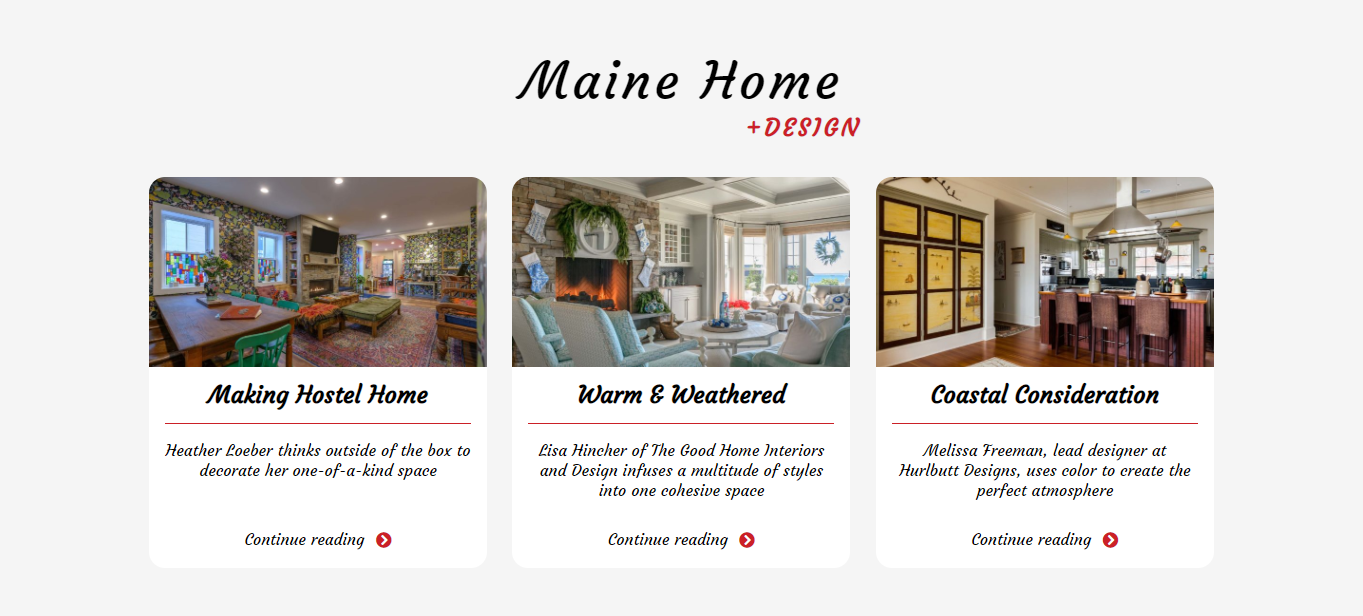 Maine Home
+DESIGN
Making Hostel Home
Heather Loeber thinks outside of the box to
decorate her one-of-a-kind space
Continue reading
Warm & Weathered
Lisa Hincher of The Good Home Interiors
and Design infuses a multitude of styles
into one cohesive space
Continue reading
Coastal Consideration
Melissa Freeman, lead designer at
Hurlbutt Designs, uses color to create the
perfect atmosphere
Continue reading